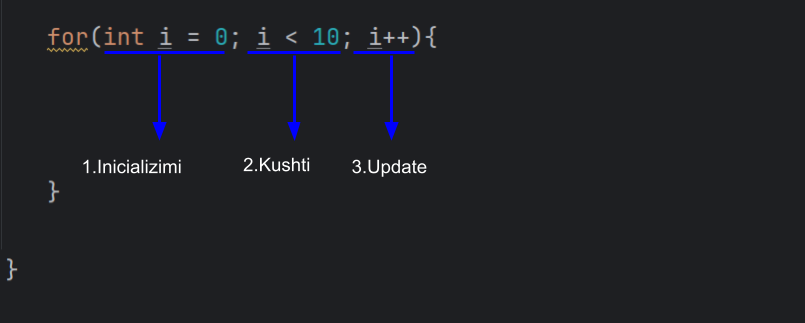 for(int i = 0; i < 10; i++){
1.Inicializimi 2.Kushti 3.Update
}
}